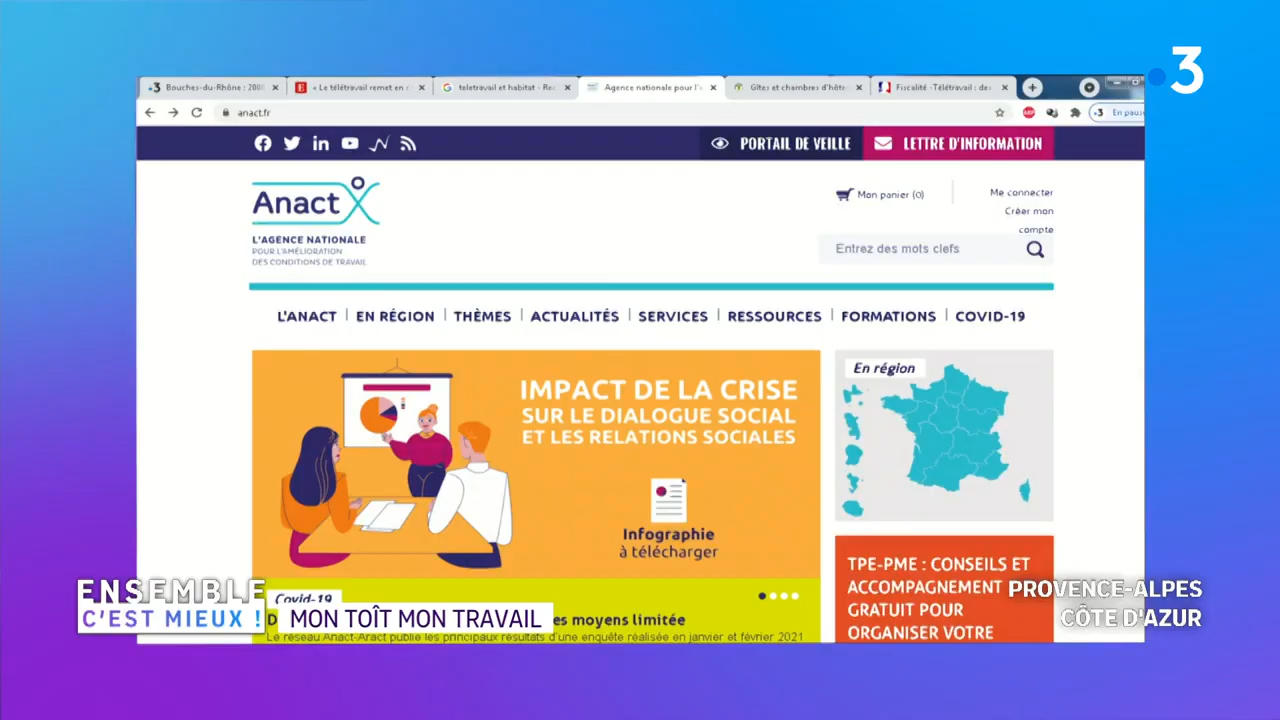 3
Bouches-du-Rhône : 200
« Le télétravail remet en
teletravail et habitat - Re
Agence nationale pour l'
Gîtes et chambres d'hôte
Fiscalité -Télétravail : de
anact.fr
ABP
En pause
PORTAIL DE VEILLE
LETTRE D'INFORMATION
Anact
L'AGENCE NATIONALE
POUR L'AMÉLIORATION
DES CONDITIONS DE TRAVAIL
Mon panier (0)
Me connecter
Créer mon
compte
Entrez des mots clefs
L'ANACT EN RÉGION THÈMES ACTUALITÉS SERVICES RESSOURCES FORMATIONS COVID-19
IMPACT DE LA CRISE
SUR LE DIALOGUE SOCIAL
ET LES RELATIONS SOCIALES
Infographie
à télécharger
En région
TPE-PME : CONSEILS ET
ACCOMPAGNEMENT
GRATUIT POUR
ORGANISER VOTRE
Covid-19
es moyens limitée
Le réseau Anact-Aract publie les principaux résultats d'une enquête réalisée en janvier et février 2021
ENSEMBLE
C'EST MIEUX !
MON TOÎT MON TRAVAIL
PROVENCE-ALPES
CÔTE D'AZUR